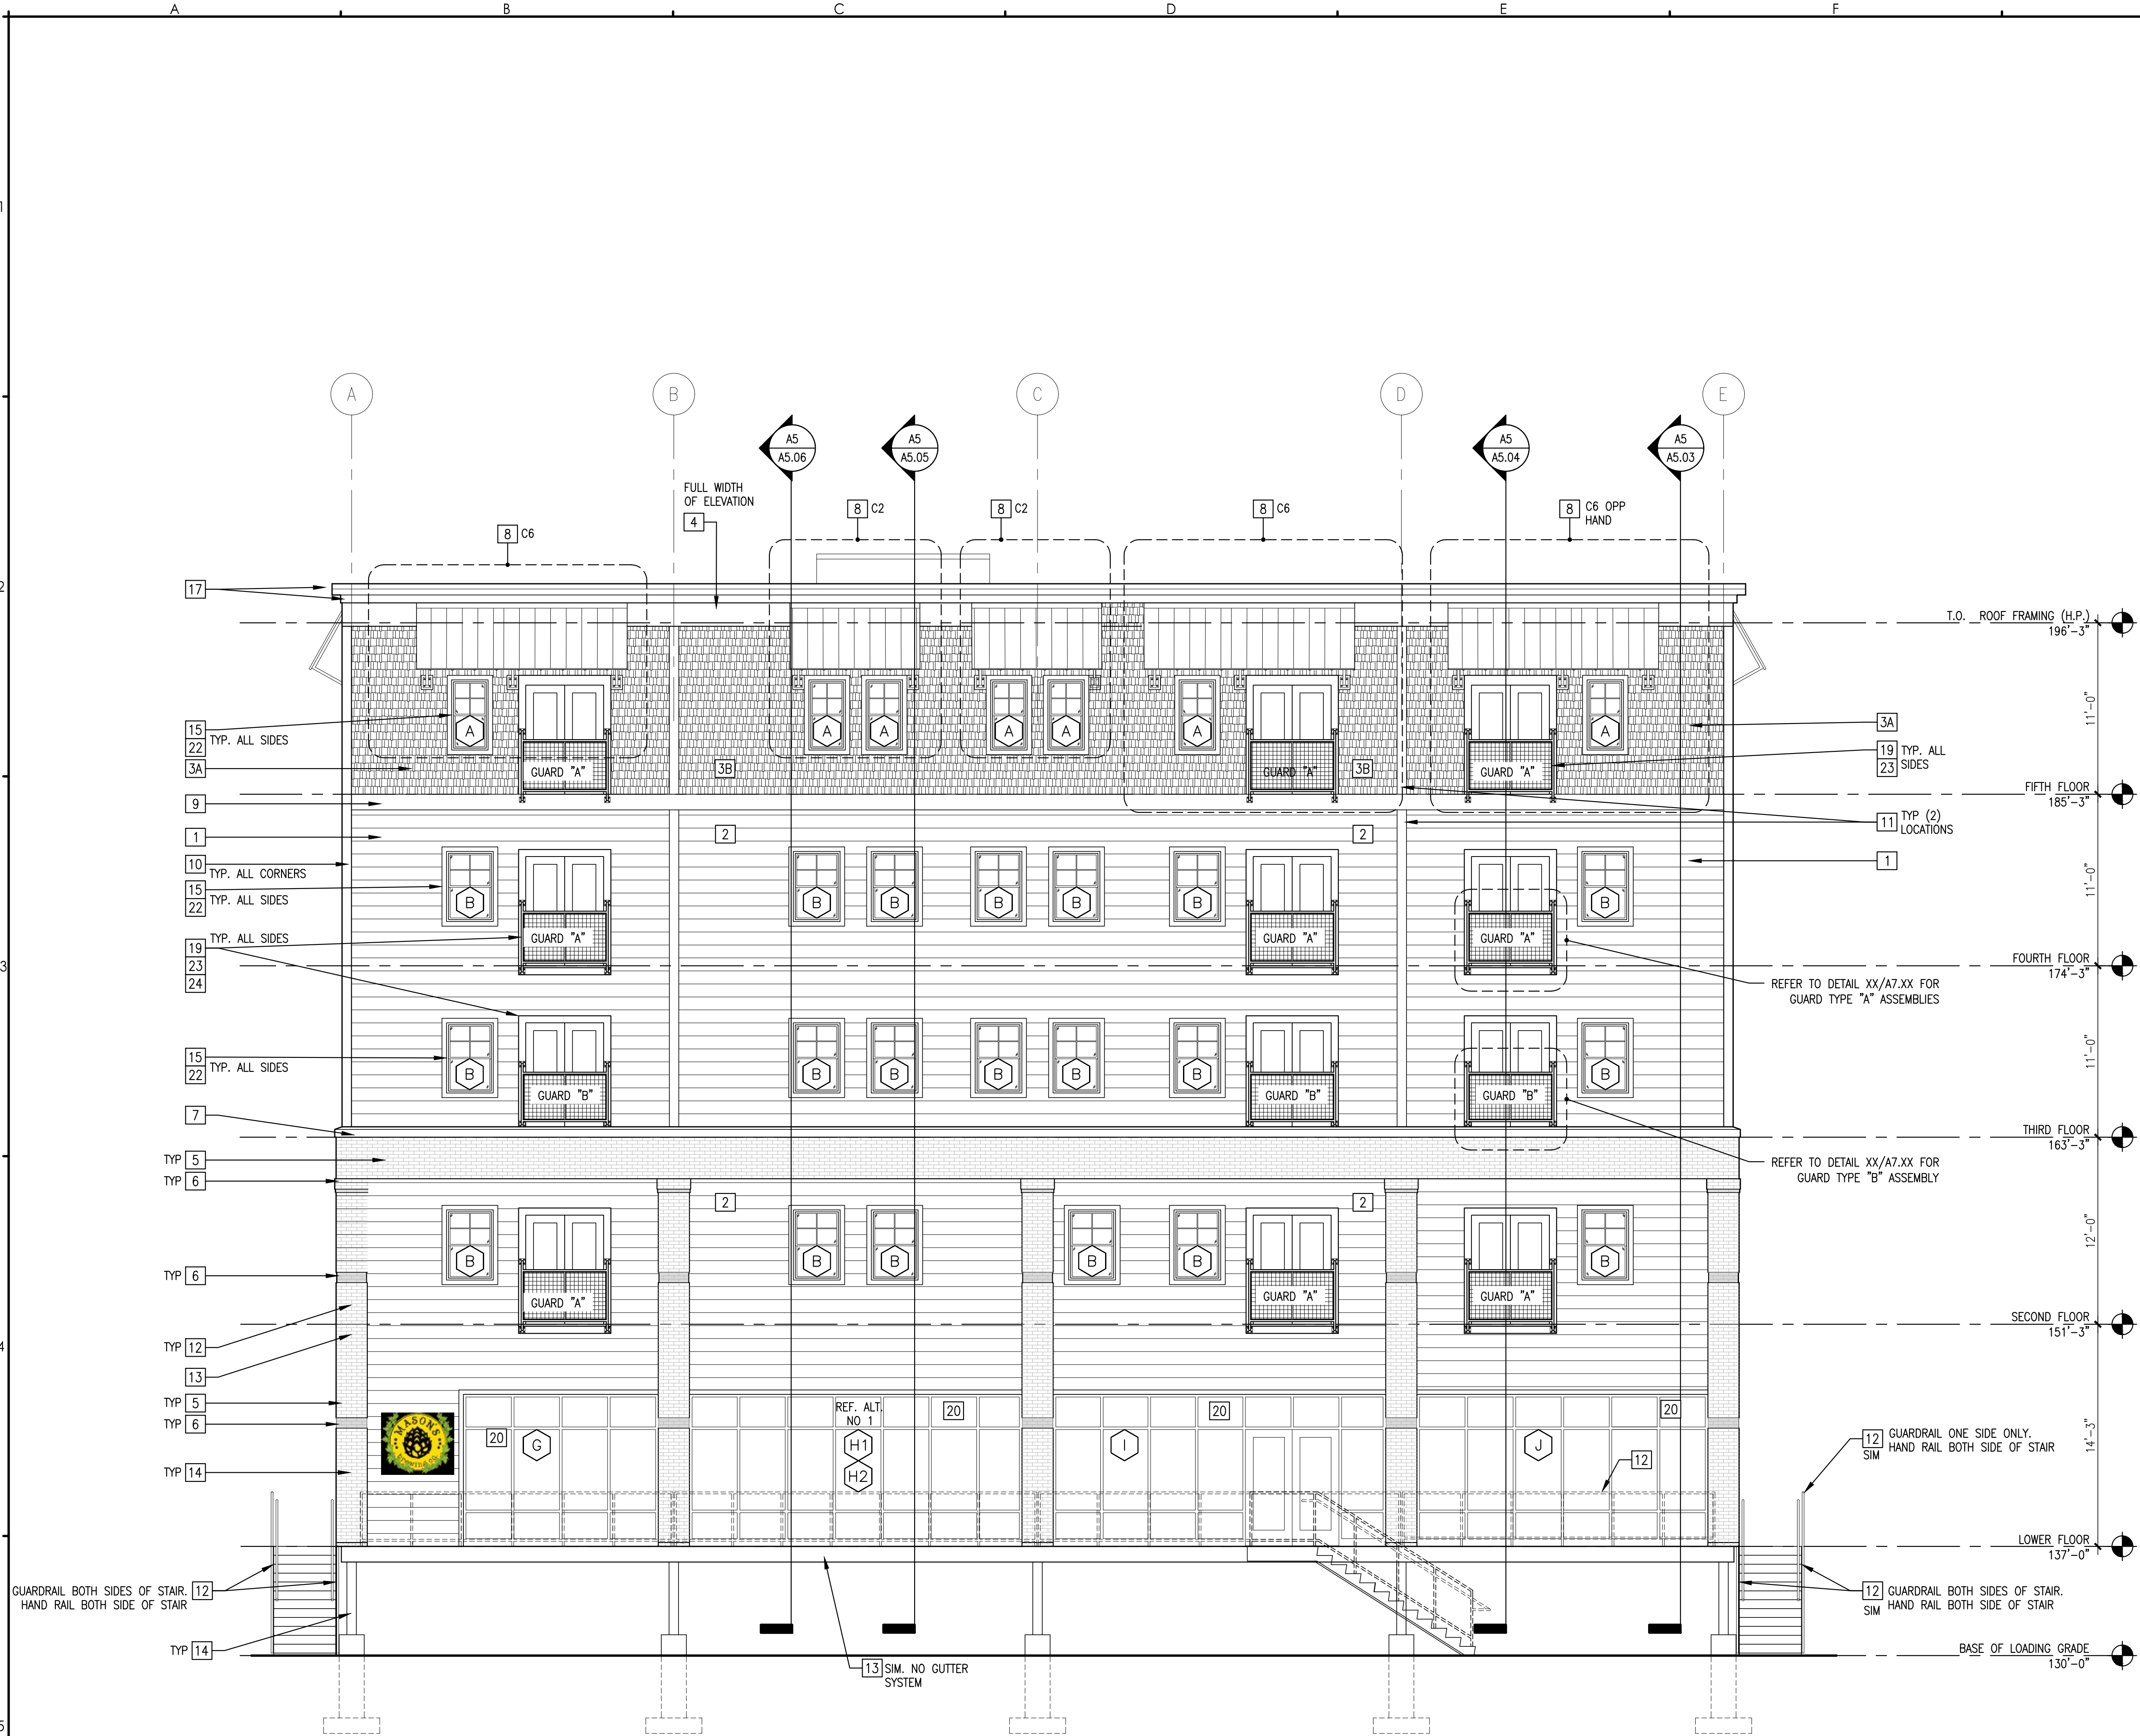 A B C D E F
1
2
3
4
5
A B C D E
A5
A5.06
A5
A5.05
A5
A5.04
A5
A5.03
FULL WIDTH
OF ELEVATION
4
8 C6
8 C2
8 C2
8 C6
8 C6 OPP
HAND
17
T.O. ROOF FRAMING (H.P.)
196'-3"
11'-0"
15
22 TYP. ALL SIDES
3A
A A A A A A A
GUARD "A" GUARD "A" GUARD "A"
3B 3B
3A
19 TYP. ALL
23 SIDES
FIFTH FLOOR
185'-3"
9
1
2 2
11 TYP (2)
LOCATIONS
1
10
TYP. ALL CORNERS
15
22 TYP. ALL SIDES
B B B B B B B
11'-0"
TYP. ALL SIDES
19
23
24
GUARD "A" GUARD "A" GUARD "A"
FOURTH FLOOR
174'-3"
REFER TO DETAIL XX/A7.XX FOR
GUARD TYPE "A" ASSEMBLIES
15
22 TYP. ALL SIDES
B B B B B B B
11'-0"
GUARD "B" GUARD "B" GUARD "B"
7
THIRD FLOOR
163'-3"
TYP 5
REFER TO DETAIL XX/A7.XX FOR
GUARD TYPE "B" ASSEMBLY
TYP 6
2 2
12'-0"
B B B B B B
TYP 6
GUARD "A" GUARD "A" GUARD "A"
SECOND FLOOR
151'-3"
TYP 12
13
TYP 5
TYP 6
MASONS
brewing co
REF. ALT.
NO 1
20 20 20 20
G H1 I J
H2
14'-3"
TYP 14
12
12 GUARDRAIL ONE SIDE ONLY.
SIM HAND RAIL BOTH SIDE OF STAIR
LOWER FLOOR
137'-0"
GUARDRAIL BOTH SIDES OF STAIR. 12
HAND RAIL BOTH SIDE OF STAIR
12 GUARDRAIL BOTH SIDES OF STAIR.
SIM HAND RAIL BOTH SIDE OF STAIR
TYP 14
13 SIM. NO GUTTER
SYSTEM
BASE OF LOADING GRADE
130'-0"